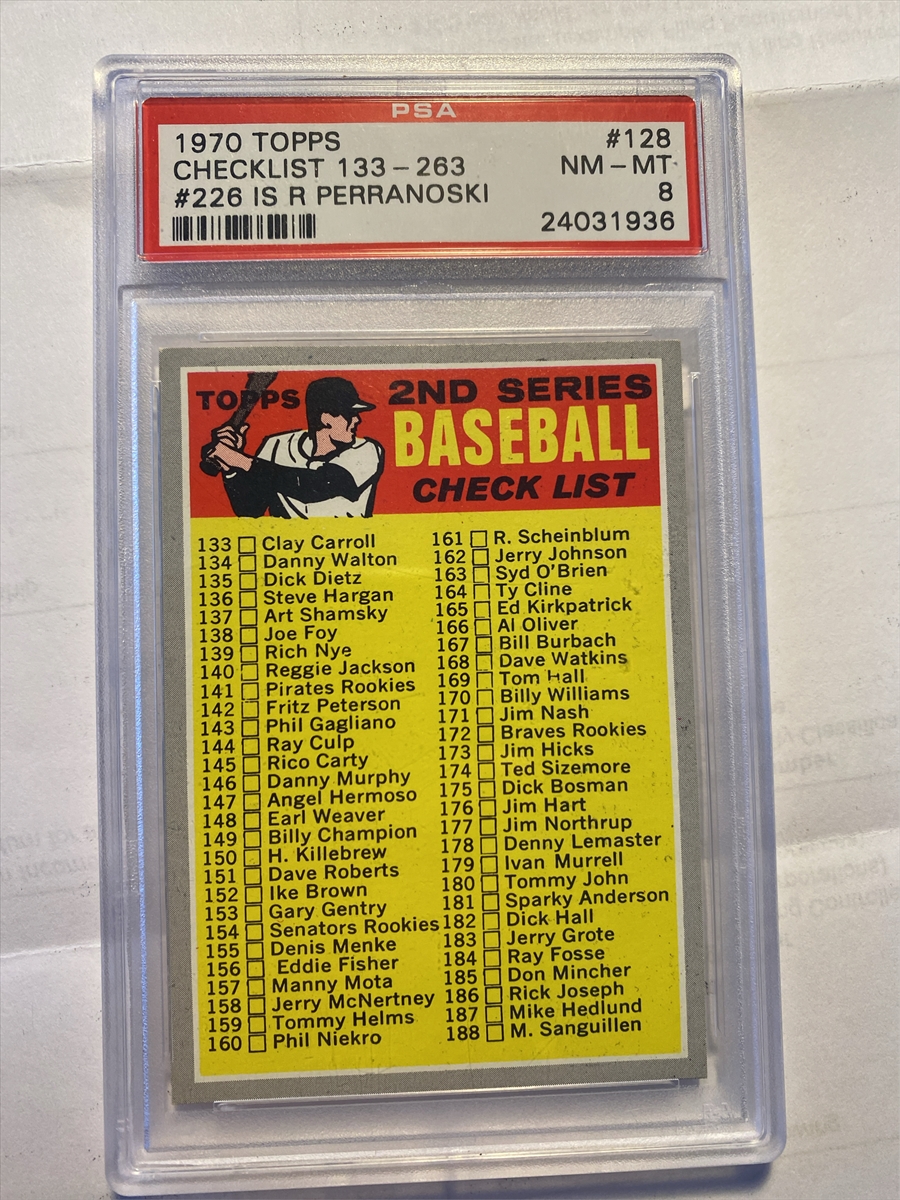 PSA
1970 TOPPS #128
CHECKLIST 133-263 NM-MT
#226 IS R PERRANOSKI 8
24031936
TOPPS 2ND SERIES
BASEBALL
CHECK LIST
133 Clay Carroll
134 Danny Walton
135 Dick Dietz
136 Steve Hargan
137 Art Shamsky
138 Joe Foy
139 Rich Nye
140 Reggie Jackson
141 Pirates Rookies
142 Fritz Peterson
143 Phil Gagliano
144 Ray Culp
145 Rico Carty
146 Danny Murphy
147 Angel Hermoso
148 Earl Weaver
149 Billy Champion
150 H. Killebrew
151 Dave Roberts
152 Ike Brown
153 Gary Gentry
154 Senators Rookies
155 Denis Menke
156 Eddie Fisher
157 Manny Mota
158 Jerry McNertney
159 Tommy Helms
160 Phil Niekro
161 R. Scheinblum
162 Jerry Johnson
163 Syd O'Brien
164 Ty Cline
165 Ed Kirkpatrick
166 Al Oliver
167 Bill Burbach
168 Dave Watkins
169 Tom Hall
170 Billy Williams
171 Jim Nash
172 Braves Rookies
173 Jim Hicks
174 Ted Sizemore
175 Dick Bosman
176 Jim Hart
177 Jim Northrup
178 Denny Lemaster
179 Ivan Murrell
180 Tommy John
181 Sparky Anderson
182 Dick Hall
183 Jerry Grote
184 Ray Fosse
185 Don Mincher
186 Rick Joseph
187 Mike Hedlund
188 M. Sanguillen